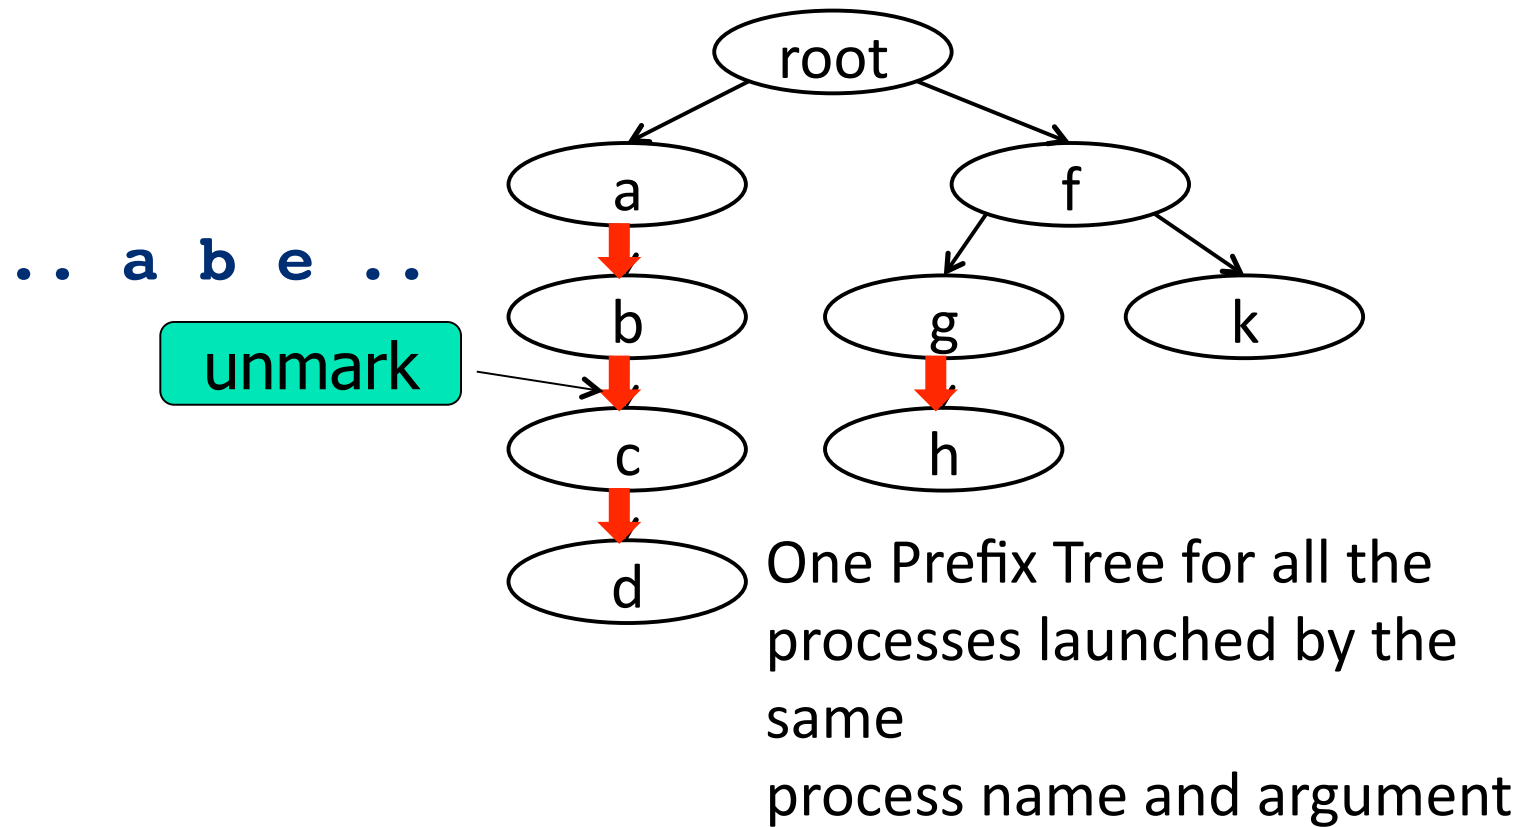 root
a
f
.. a b e ..
b
g
k
unmark
c
h
d
One Prefix Tree for all the
processes launched by the
same
process name and argument